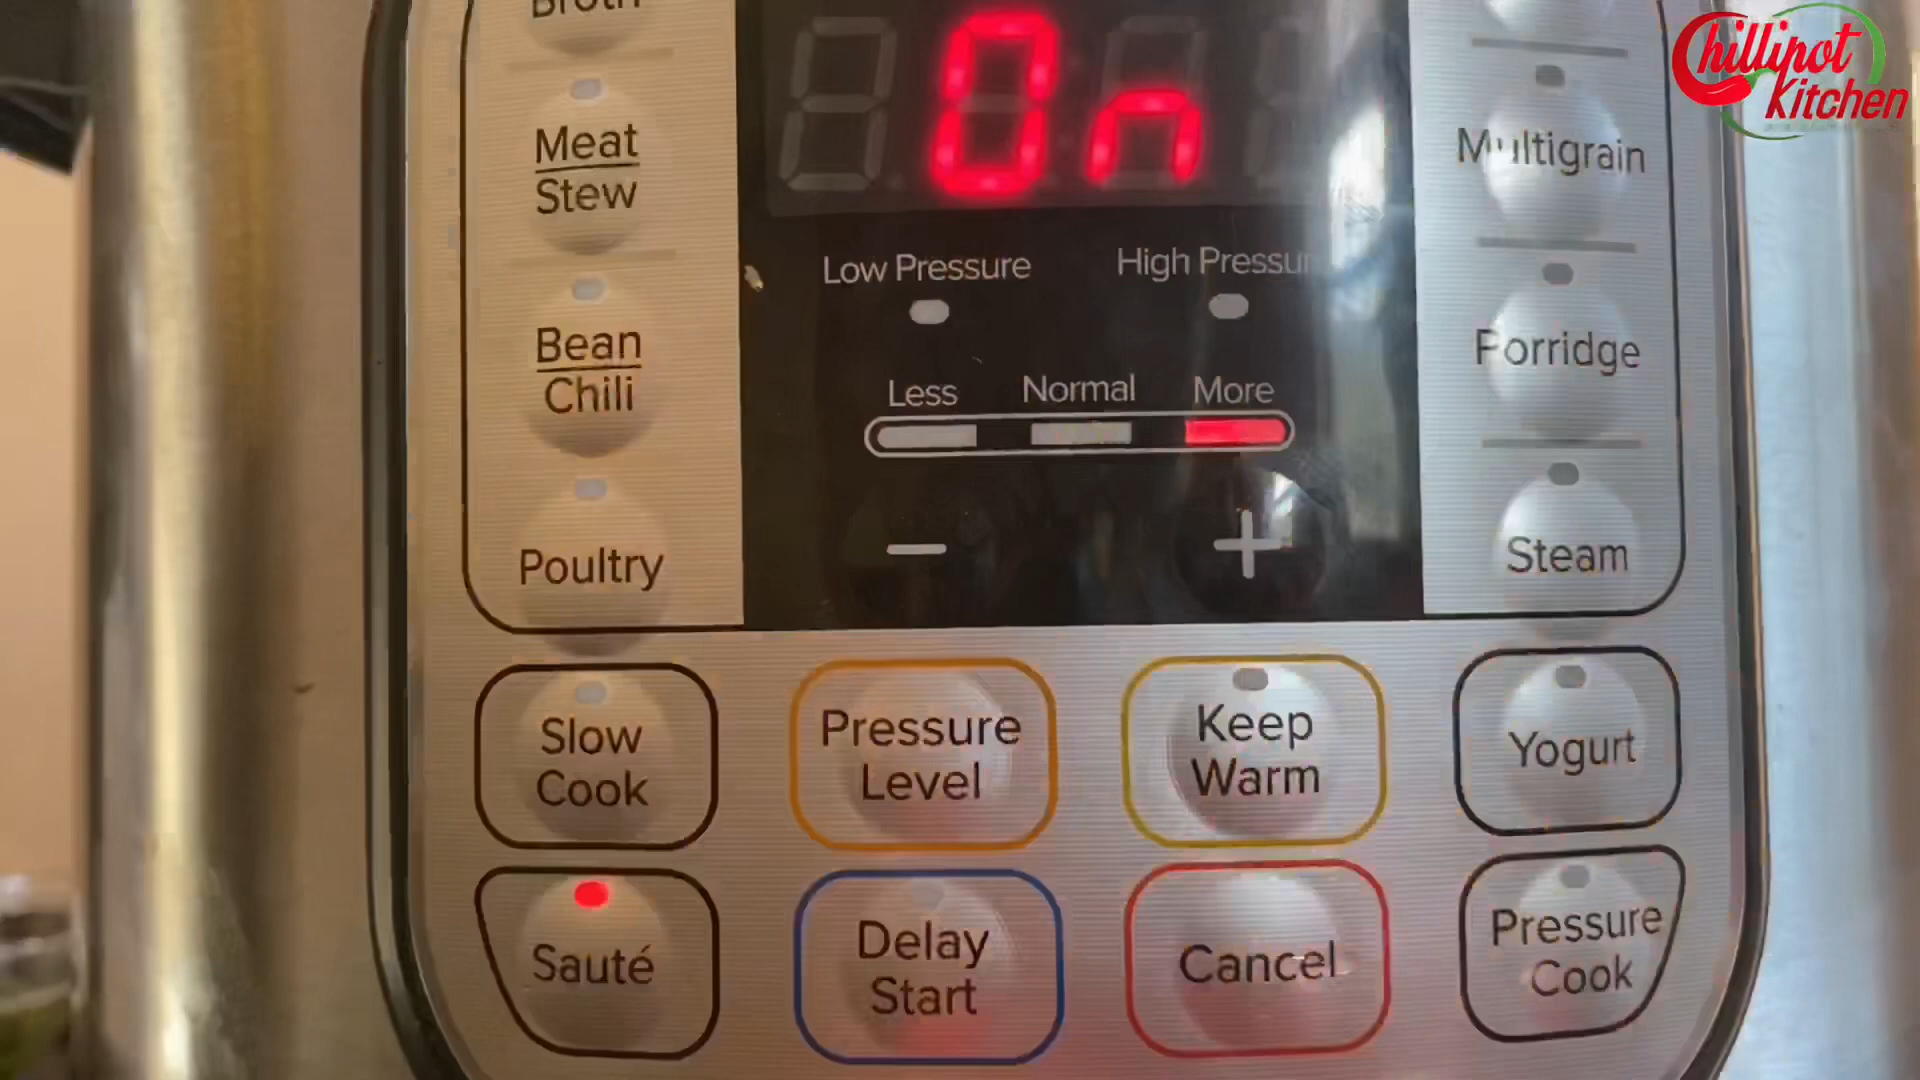 Broth
Meat
Stew
Bean
Chili
Poultry
On
Low Pressure
High Pressur
Less
Normal
More
-
+
Chillipot
Kitchen
Multigrain
Porridge
Steam
Slow
Cook
Pressure
Level
Keep
Warm
Yogurt
Sauté
Delay
Start
Cancel
Pressure
Cook